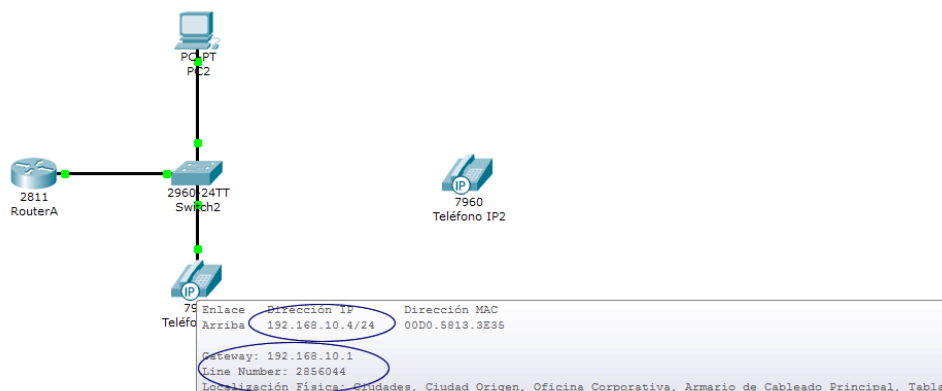 PC-PT
PC2
2811
RouterA
2960-24TT
Switch2
IP
7960
Teléfono IP2
IP
Enlace Dirección IP Dirección MAC
Arriba 192.168.10.4/24 00D0.5813.3E35
Gateway: 192.168.10.1
Line Number: 2856044
Localización Física: Ciudades, Ciudad Origen, Oficina Corporativa, Armario de Cableado Principal, Tabla